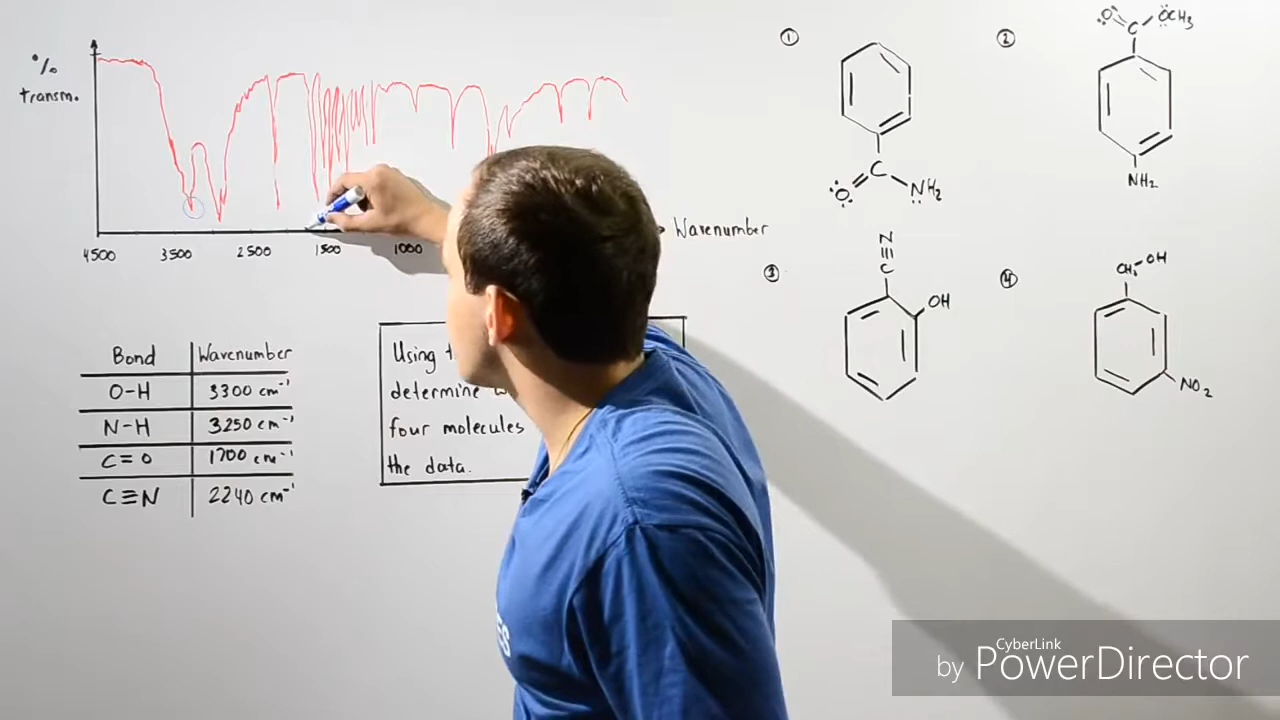 %
transm.
4500 3500 2500 1500 1000
Wavenumber
Bond Wavenumber
O-H 3300 cm⁻¹
N-H 3250 cm⁻¹
C=O 1700 cm⁻¹
C≡N 2240 cm⁻¹
Using
determine
four molecules
the data.
①
C
O NH₂
②
O OCH₃
C
NH₂
③
N
C
OH
④
CH₂ OH
NO₂
ES
CyberLink
by PowerDirector